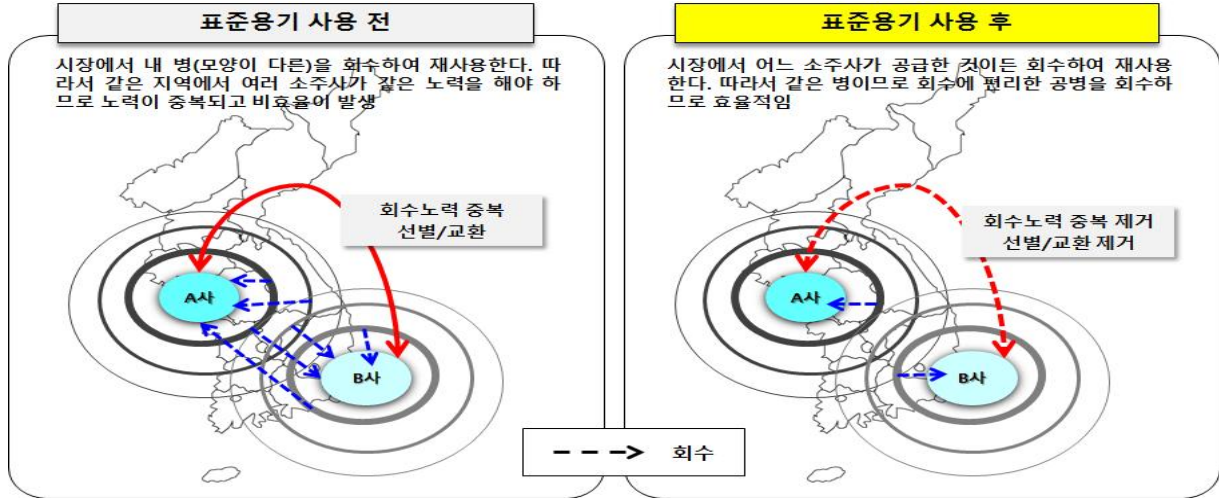 표준용기 사용 전
시장에서 내 병(모양이 다른)을 회수하여 재사용한다. 따
라서 같은 지역에서 여러 소주사가 같은 노력을 해야 하
므로 노력이 중복되고 비효율이 발생
회수노력 중복
선별/교환
A사
B사
표준용기 사용 후
시장에서 어느 소주사가 공급한 것이든 회수하여 재사용
한다. 따라서 같은 병이므로 회수에 편리한 공병을 회수하
므로 효율적임
회수노력 중복 제거
선별/교환 제거
A사
B사
회수